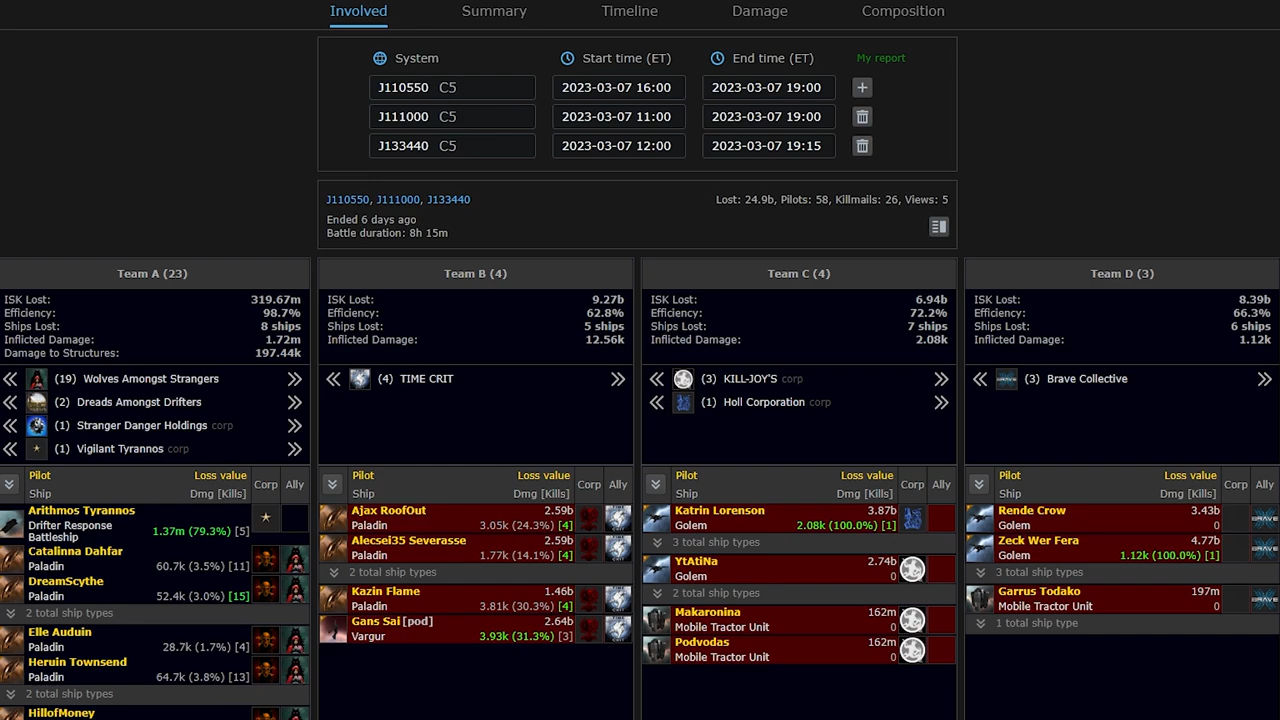 Involved Summary Timeline Damage Composition
System Start time (ET) End time (ET) My report
J110550 C5 2023-03-07 16:00 2023-03-07 19:00
J111000 C5 2023-03-07 11:00 2023-03-07 19:00
J133440 C5 2023-03-07 12:00 2023-03-07 19:15
J110550, J111000, J133440 Lost: 24.9b, Pilots: 58, Killmails: 26, Views: 5
Ended 6 days ago
Battle duration: 8h 15m
Team A (23)
ISK Lost: 319.67m
Efficiency: 98.7%
Ships Lost: 8 ships
Inflicted Damage: 1.72m
Damage to Structures: 197.44k
(19) Wolves Amongst Strangers
(2) Dreads Amongst Drifters
(1) Stranger Danger Holdings corp
(1) Vigilant Tyrannos corp
Pilot Loss value Corp Ally
Ship Dmg [Kills]
Arithmos Tyrannos
Drifter Response
Battleship 1.37m (79.3%) [5]
Catalinna Dahfar
Paladin 60.7k (3.5%) [11]
DreamScythe
Paladin 52.4k (3.0%) [15]
2 total ship types
Elle Auduin
Paladin 28.7k (1.7%) [4]
Heruin Townsend
Paladin 64.7k (3.8%) [13]
2 total ship types
HillofMoney
Team B (4)
ISK Lost: 9.27b
Efficiency: 62.8%
Ships Lost: 5 ships
Inflicted Damage: 12.56k
(4) TIME CRIT
Pilot Loss value Corp Ally
Ship Dmg [Kills]
Ajax RoofOut 2.59b
Paladin 3.05k (24.3%) [4]
Alecsei35 Severasse 2.59b
Paladin 1.77k (14.1%) [4]
2 total ship types
Kazin Flame 1.46b
Paladin 3.81k (30.3%) [4]
Gans Sai [pod] 2.64b
Vargur 3.93k (31.3%) [3]
Team C (4)
ISK Lost: 6.94b
Efficiency: 72.2%
Ships Lost: 7 ships
Inflicted Damage: 2.08k
(3) KILL-JOY'S corp
(1) Holl Corporation corp
Pilot Loss value Corp Ally
Ship Dmg [Kills]
Katrin Lorenson 3.87b
Golem 2.08k (100.0%) [1]
3 total ship types
YtAtiNa 2.74b
Golem 0
2 total ship types
Makaronina 162m
Mobile Tractor Unit 0
Podvodas 162m
Mobile Tractor Unit 0
Team D (3)
ISK Lost: 8.39b
Efficiency: 66.3%
Ships Lost: 6 ships
Inflicted Damage: 1.12k
(3) Brave Collective
Pilot Loss value Corp Ally
Ship Dmg [Kills]
Rende Crow 3.43b
Golem 0
BRAVE
Zeck Wer Fera 4.77b
Golem 1.12k (100.0%) [1]
BRAVE
3 total ship types
Garrus Todako 197m
Mobile Tractor Unit 0
BRAVE
1 total ship type